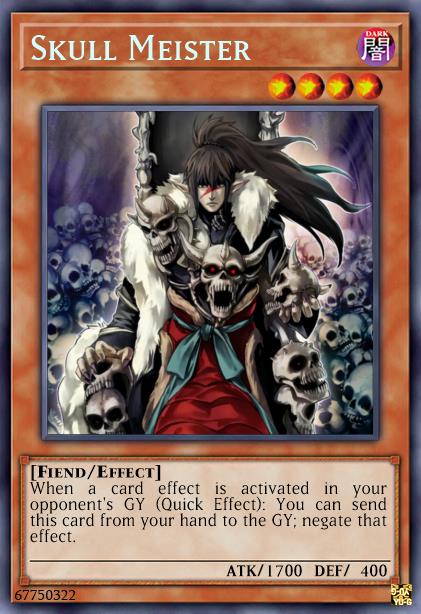 SKULL MEISTER
DARK
闇
[FIEND/EFFECT]
When a card effect is activated in your
opponent's GY (Quick Effect): You can send
this card from your hand to the GY; negate that
effect.
ATK/1700 DEF/ 400
67750322